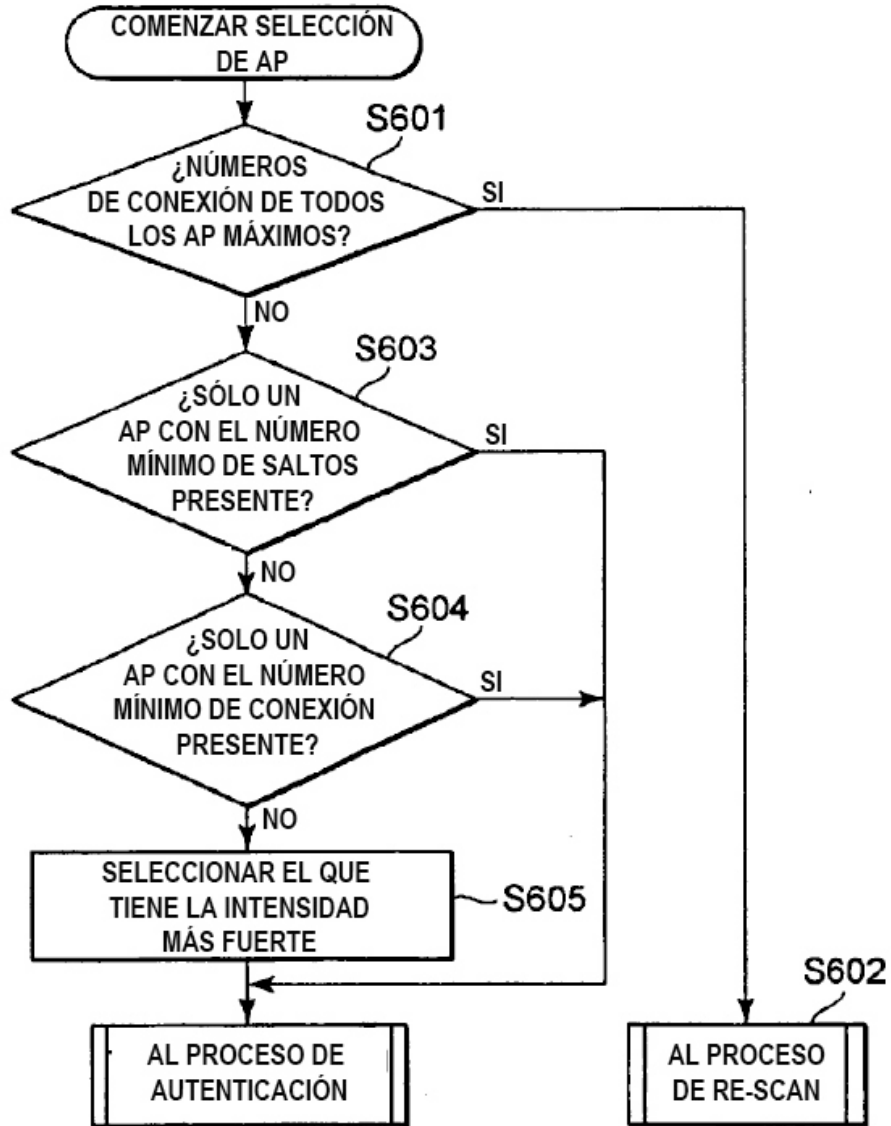 COMENZAR SELECCIÓN
DE AP
S601
¿NÚMEROS
DE CONEXIÓN DE TODOS
LOS AP MÁXIMOS?
SI
NO
S603
¿SÓLO UN
AP CON EL NÚMERO
MÍNIMO DE SALTOS
PRESENTE?
SI
NO
S604
¿SOLO UN
AP CON EL NÚMERO
MÍNIMO DE CONEXIÓN
PRESENTE?
SI
NO
SELECCIONAR EL QUE
TIENE LA INTENSIDAD
MÁS FUERTE
S605
AL PROCESO DE
AUTENTICACIÓN
S602
AL PROCESO
DE RE-SCAN